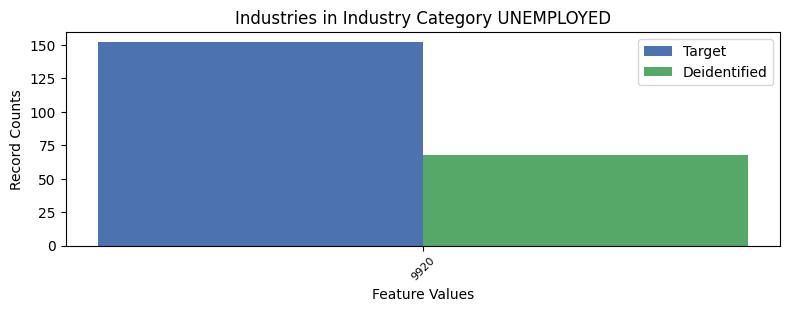 Industries in Industry Category UNEMPLOYED
Record Counts
150
125
100
75
50
25
0
Target
Deidentified
9920
Feature Values